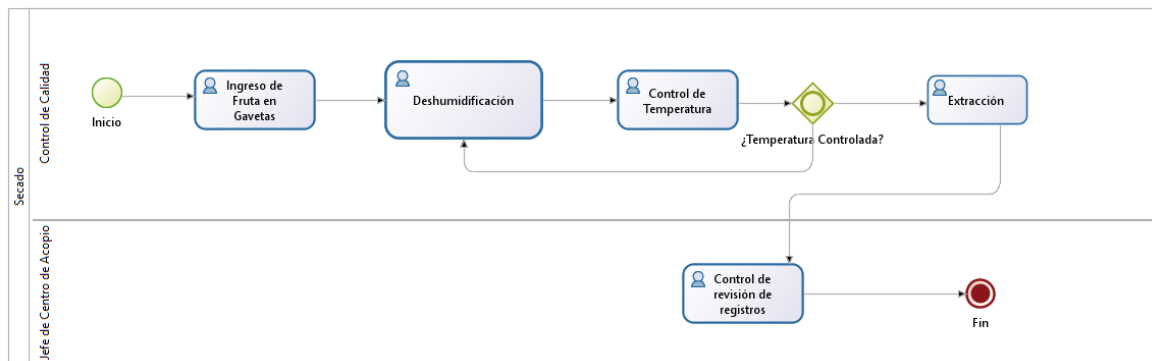 Secado
Control de Calidad
Inicio
Ingreso de
Fruta en
Gavetas
Deshumidificación
Control de
Temperatura
¿Temperatura Controlada?
Extracción
Jefe de Centro de Acopio
Control de
revisión de
registros
Fin